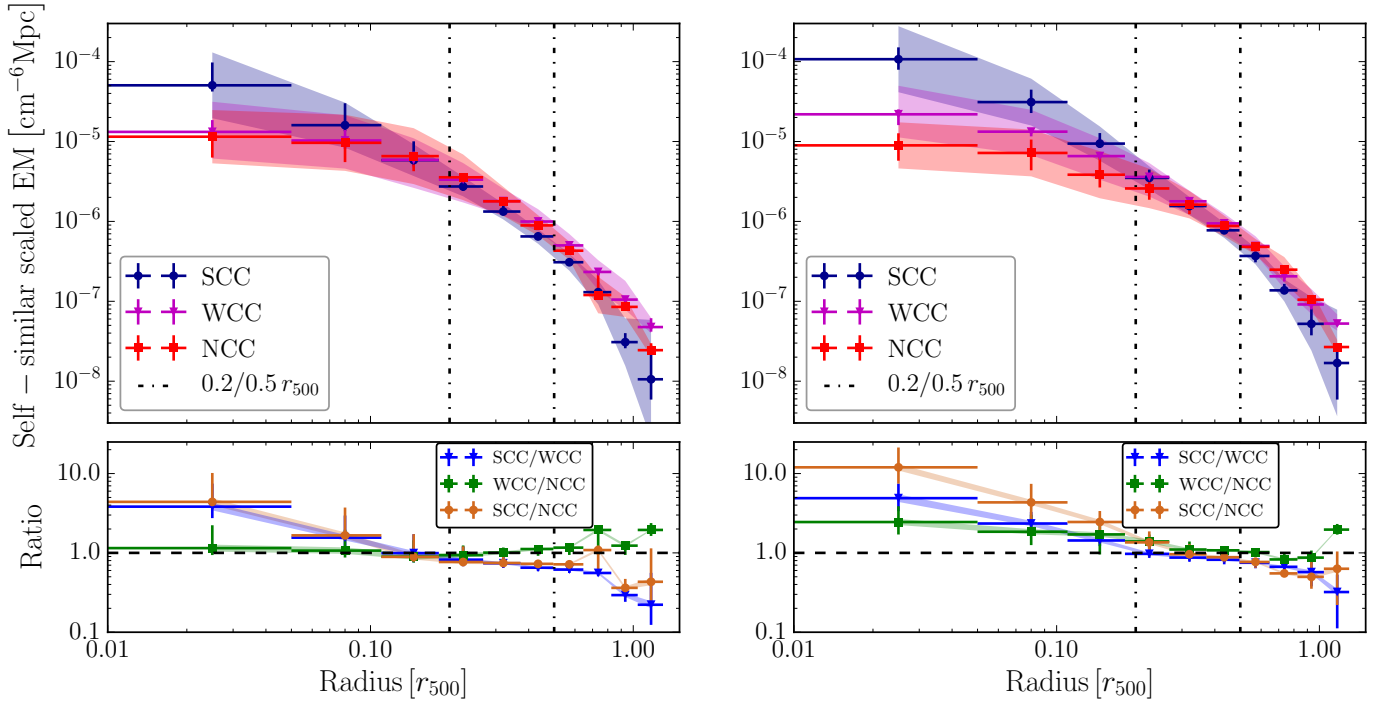 Self − similar scaled EM [cm⁻⁶Mpc]
10⁻⁴
10⁻⁵
10⁻⁶
10⁻⁷
10⁻⁸
SCC
WCC
NCC
0.2/0.5 r₅₀₀
10⁻⁴
10⁻⁵
10⁻⁶
10⁻⁷
10⁻⁸
SCC
WCC
NCC
0.2/0.5 r₅₀₀
Ratio
10.0
1.0
0.1
SCC/WCC
WCC/NCC
SCC/NCC
0.01
0.10
1.00
Radius [r₅₀₀]
10.0
1.0
0.1
SCC/WCC
WCC/NCC
SCC/NCC
0.01
0.10
1.00
Radius [r₅₀₀]